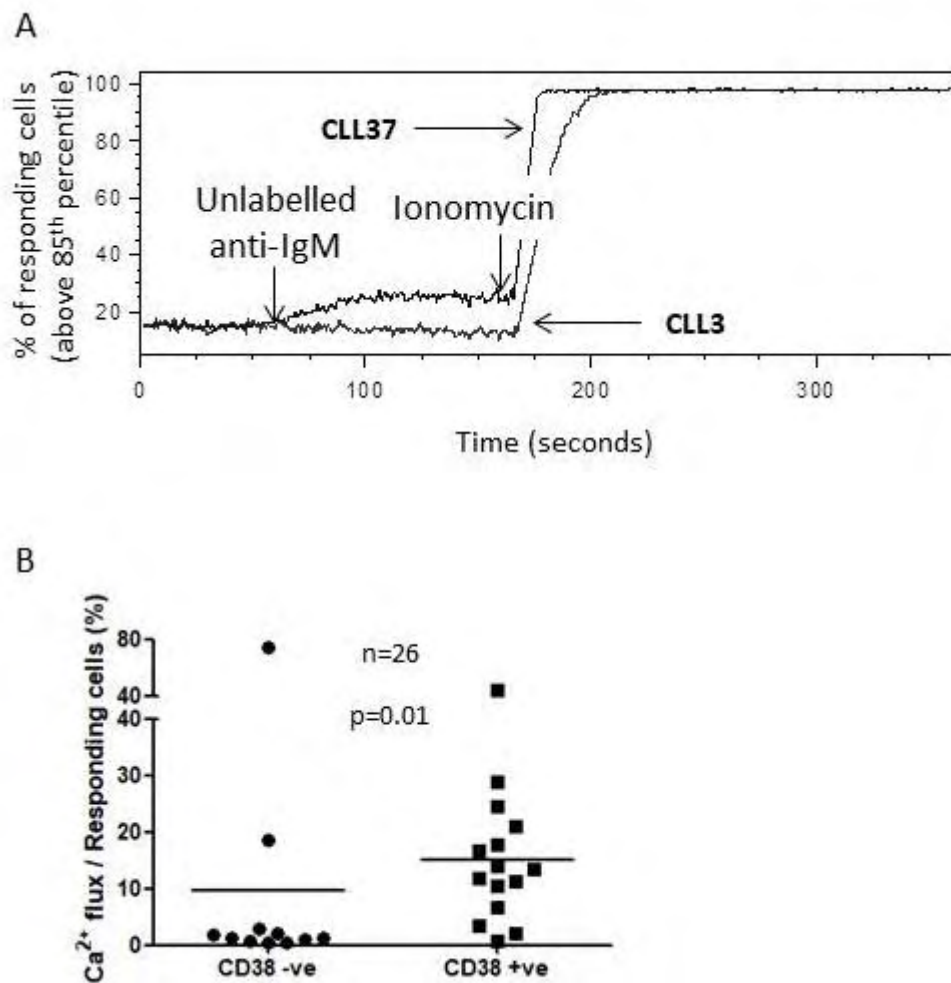 A
% of responding cells
(above 85th percentile)
100
80
60
40
20
CLL37
Unlabelled
anti-IgM
Ionomycin
CLL3
0
100
200
300
Time (seconds)
B
Ca2+ flux / Responding cells (%)
80
40
40
30
20
10
0
n=26
p=0.01
CD38 -ve
CD38 +ve